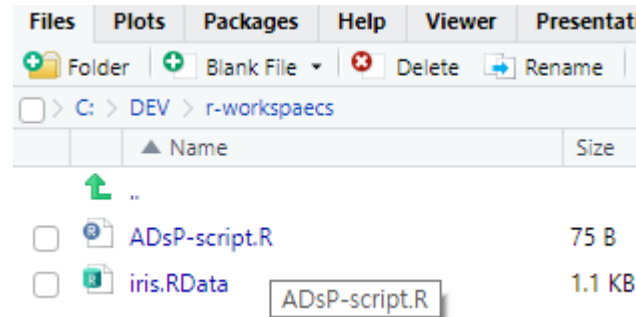 Files Plots Packages Help Viewer Presentat
Folder Blank File Delete Rename
C: > DEV > r-workspaecs
Name Size
..
ADsP-script.R 75 B
iris.RData 1.1 KB
ADsP-script.R